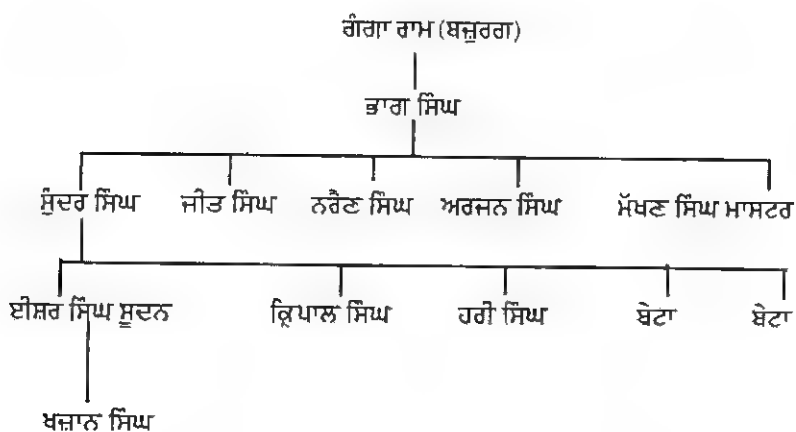 ਗੰਗਾ ਰਾਮ (ਬਜ਼ੁਰਗ)
ਭਾਗ ਸਿੰਘ
ਸੁੰਦਰ ਸਿੰਘ ਜੀਤ ਸਿੰਘ ਨਰੈਣ ਸਿੰਘ ਅਰਜਨ ਸਿੰਘ ਮੱਖਣ ਸਿੰਘ ਮਾਸਟਰ
ਈਸ਼ਰ ਸਿੰਘ ਸੂਦਨ ਕ੍ਰਿਪਾਲ ਸਿੰਘ ਹਰੀ ਸਿੰਘ ਬੇਟਾ ਬੇਟਾ
ਖਜ਼ਾਨ ਸਿੰਘ